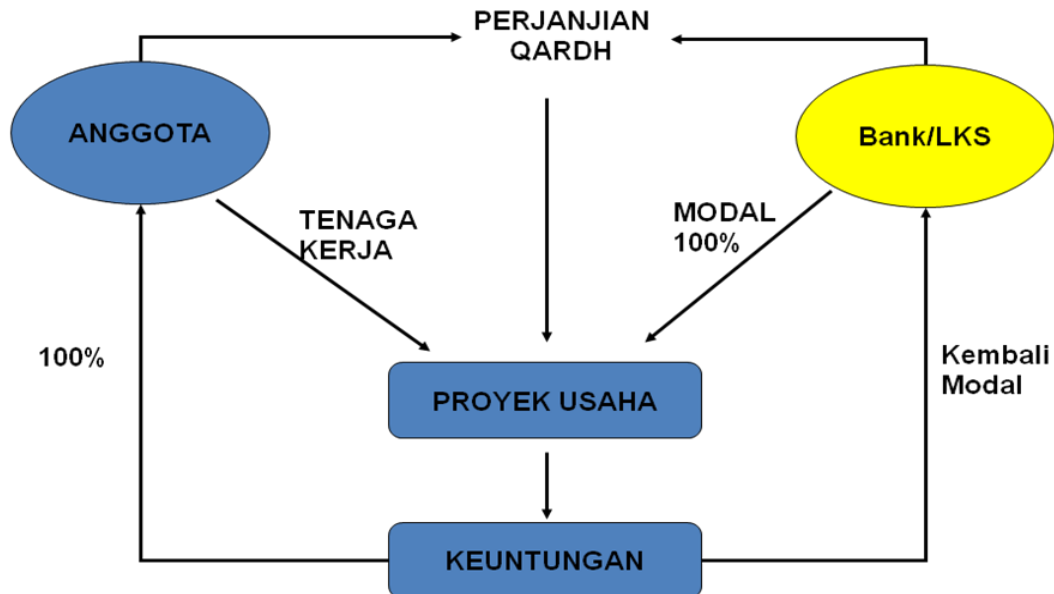 PERJANJIAN
QARDH
ANGGOTA
Bank/LKS
TENAGA
KERJA
MODAL
100%
100%
Kembali
Modal
PROYEK USAHA
KEUNTUNGAN